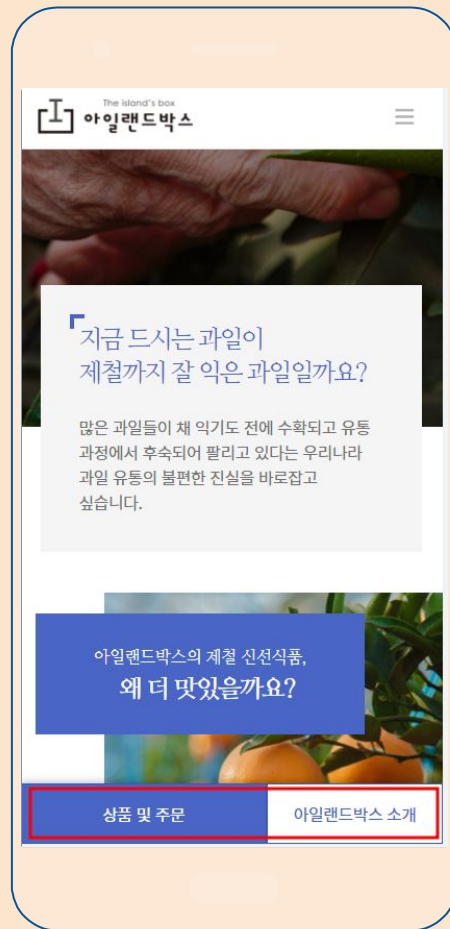 The island's box
아일랜드박스
지금 드시는 과일이
제철까지 잘 익은 과일일까요?
많은 과일들이 채 익기도 전에 수확되고 유통
과정에서 후숙되어 팔리고 있다는 우리나라
과일 유통의 불편한 진실을 바로잡고
싶습니다.
아일랜드박스의 제철 신선식품,
왜 더 맛있을까요?
상품 및 주문
아일랜드박스 소개